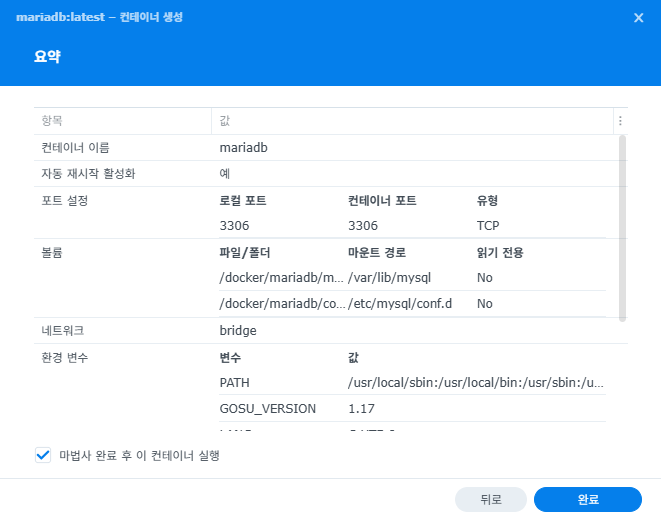 mariadb:latest – 컨테이너 생성
요약
항목 값
컨테이너 이름 mariadb
자동 재시작 활성화 예
포트 설정 로컬 포트 컨테이너 포트 유형
3306 3306 TCP
볼륨 파일/폴더 마운트 경로 읽기 전용
/docker/mariadb/m... /var/lib/mysql No
/docker/mariadb/co... /etc/mysql/conf.d No
네트워크 bridge
환경 변수 변수 값
PATH /usr/local/sbin:/usr/local/bin:/usr/sbin:/u...
GOSU_VERSION 1.17
마법사 완료 후 이 컨테이너 실행
뒤로 완료